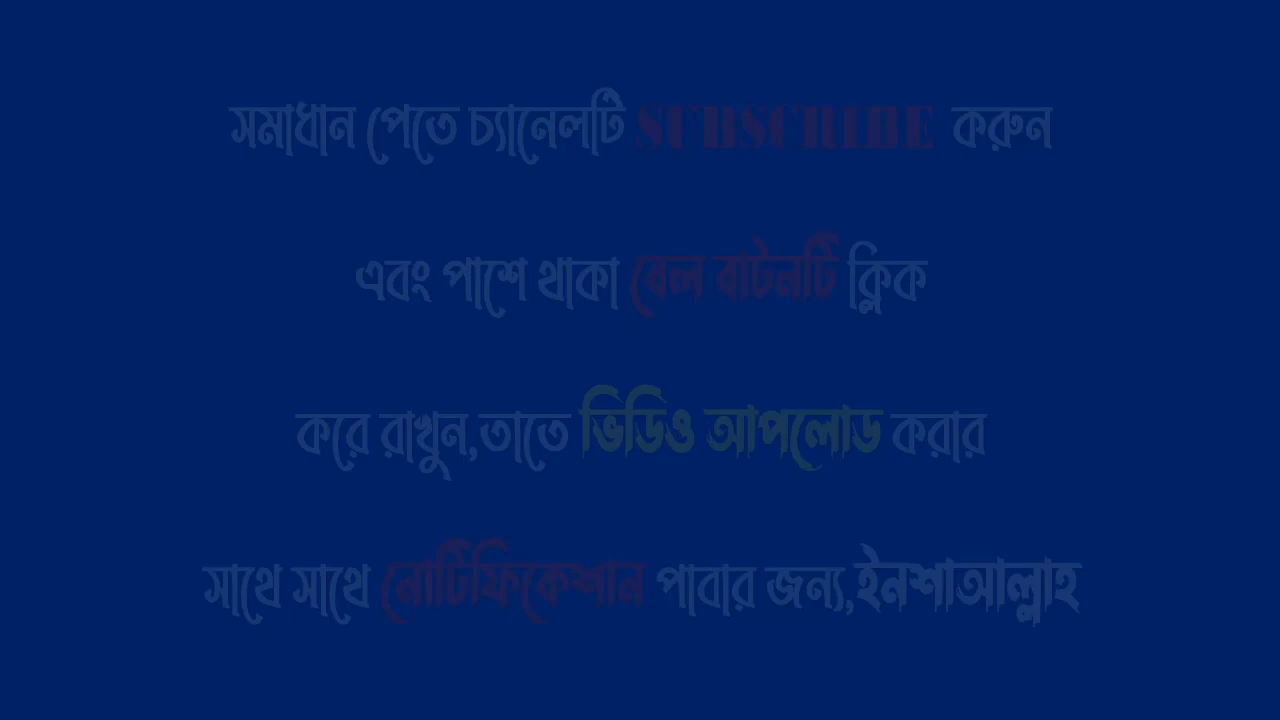 সমাধান পেতে চ্যানেলটি SUBSCRIBE করুন
এবং পাশে থাকা বেল বাটনটি ক্লিক
করে রাখুন,তাতে ভিডিও আপলোড করার
সাথে সাথে নোটিফিকেশান পাবার জন্য,ইনশাআল্লাহ